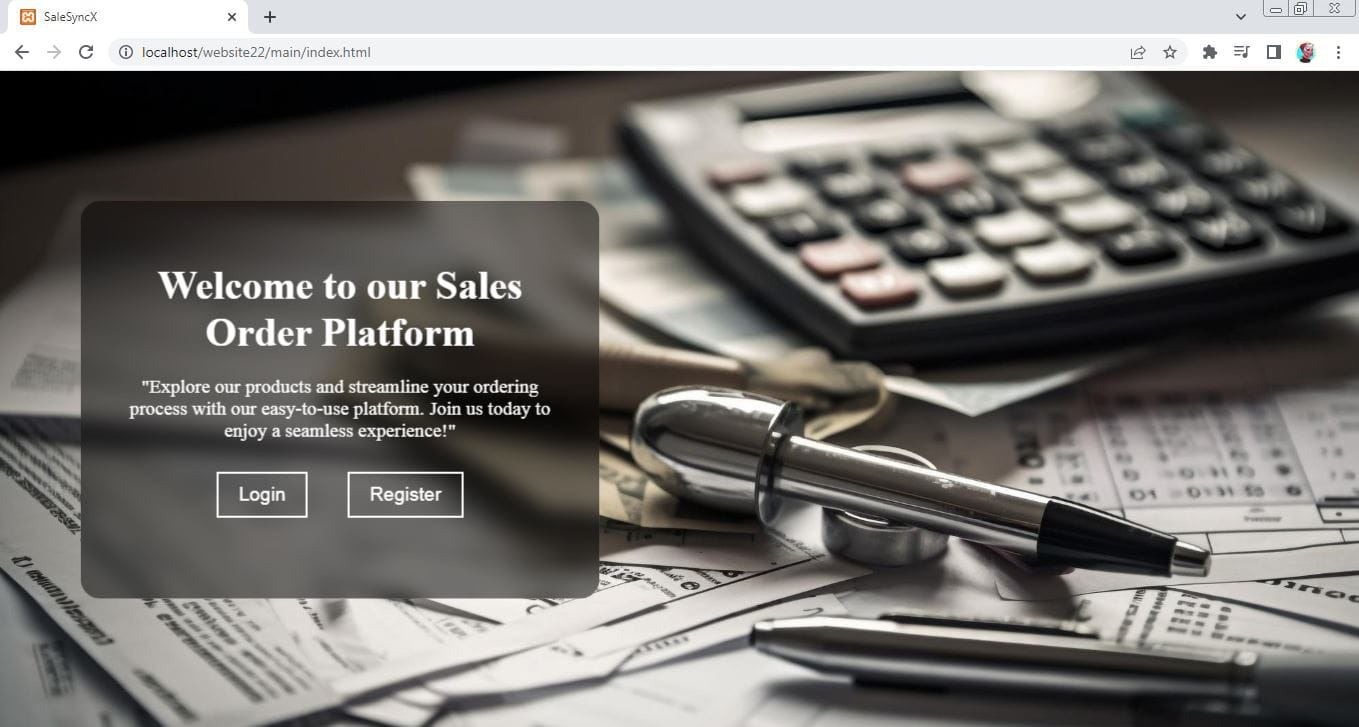 SaleSyncX
localhost/website22/main/index.html
Welcome to our Sales
Order Platform
"Explore our products and streamline your ordering
process with our easy-to-use platform. Join us today to
enjoy a seamless experience!"
Login
Register